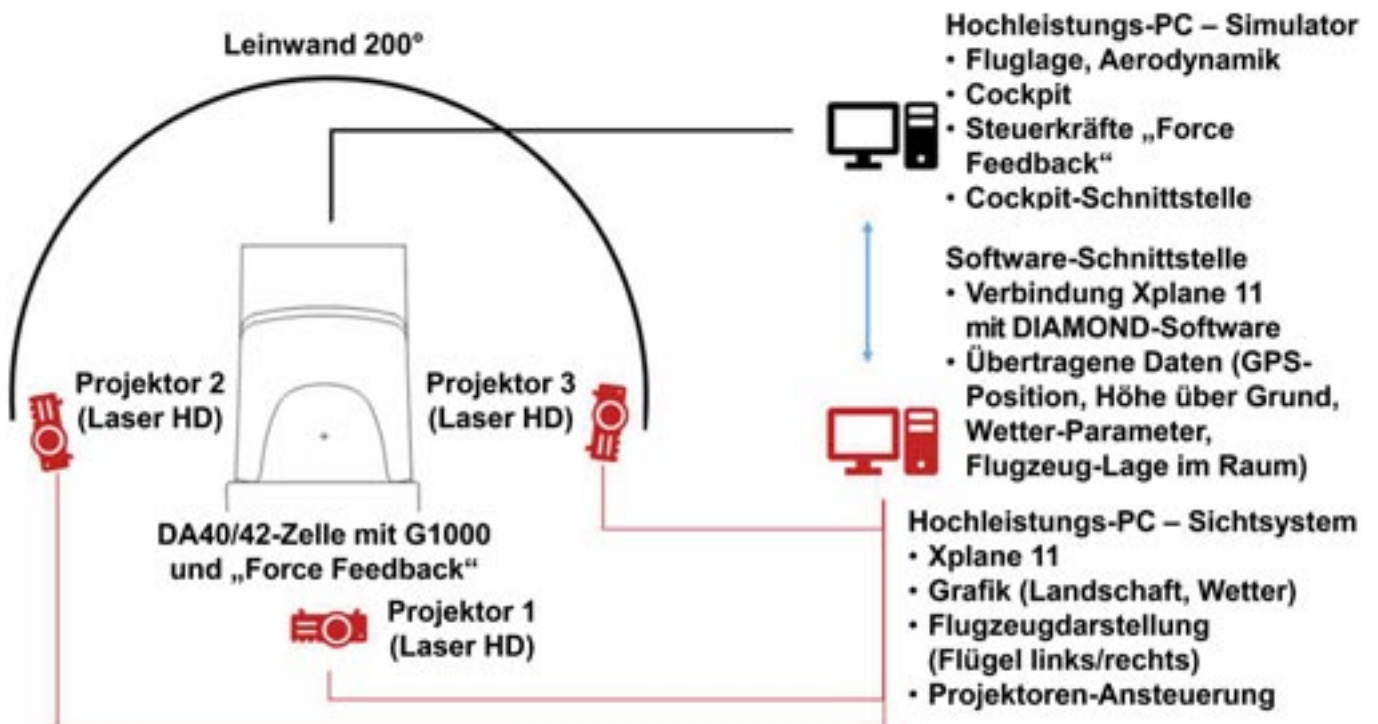 Leinwand 200°
Hochleistungs-PC – Simulator
• Fluglage, Aerodynamik
• Cockpit
• Steuerkräfte „Force
Feedback“
• Cockpit-Schnittstelle
Software-Schnittstelle
• Verbindung Xplane 11
mit DIAMOND-Software
• Übertragene Daten (GPS-
Position, Höhe über Grund,
Wetter-Parameter,
Flugzeug-Lage im Raum)
Projektor 2
(Laser HD)
Projektor 3
(Laser HD)
DA40/42-Zelle mit G1000
und „Force Feedback“
Projektor 1
(Laser HD)
Hochleistungs-PC – Sichtsystem
• Xplane 11
• Grafik (Landschaft, Wetter)
• Flugzeugdarstellung
(Flügel links/rechts)
• Projektoren-Ansteuerung